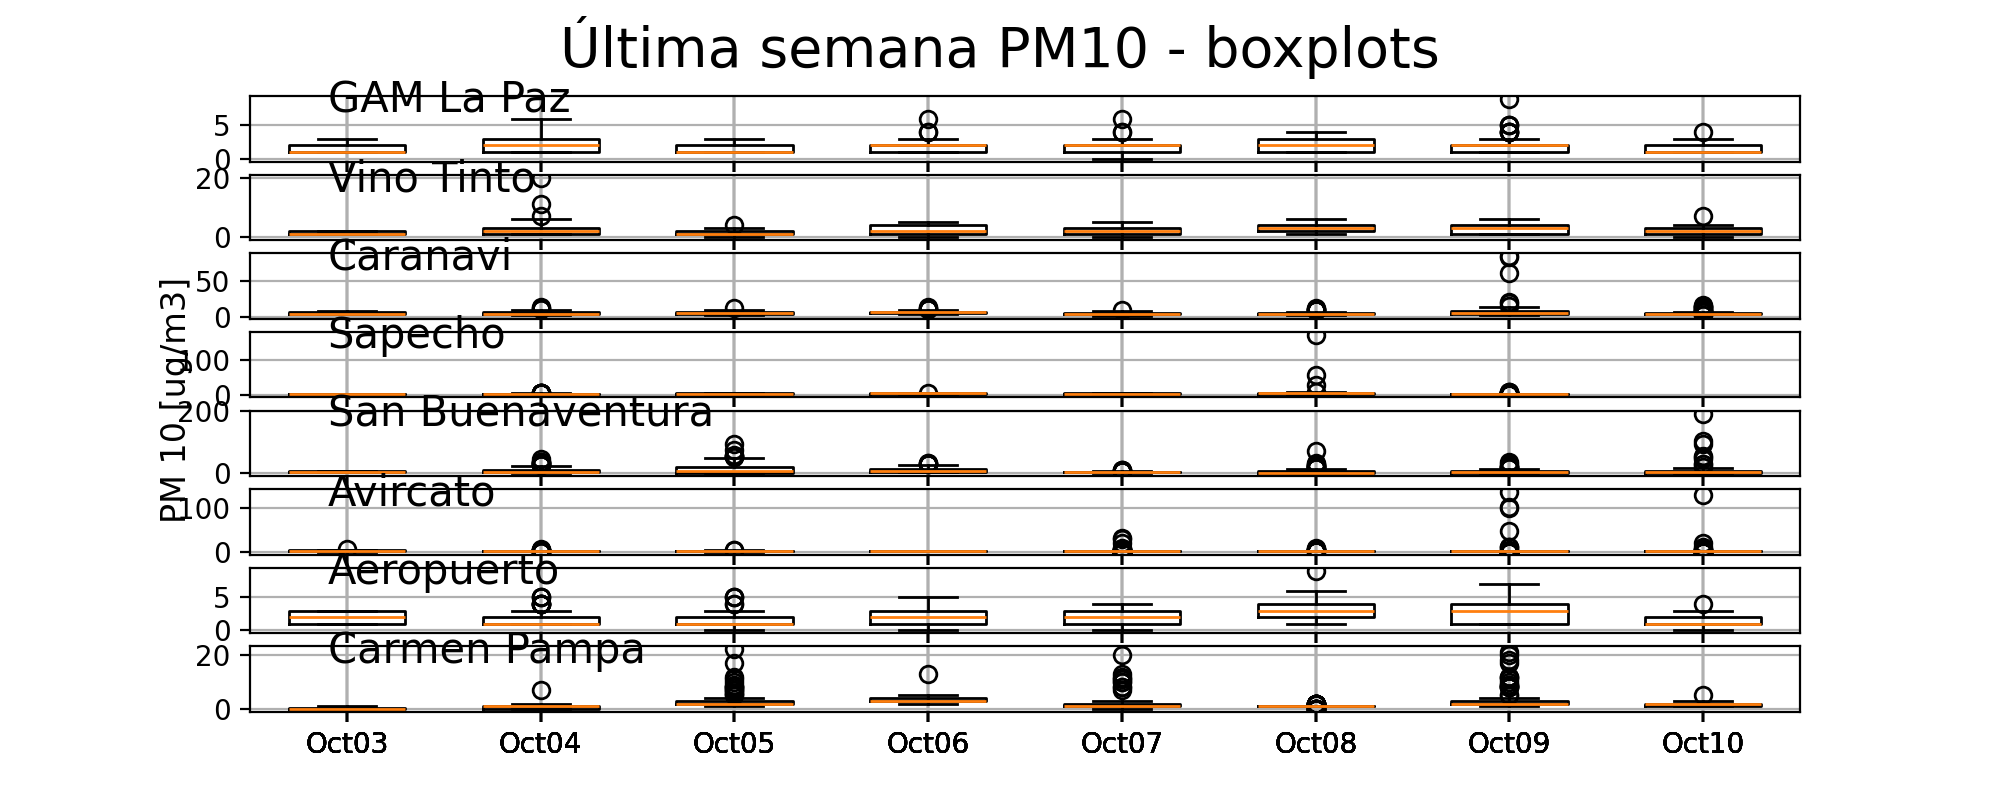 Última semana PM10 - boxplots
GAM La Paz
5
0
Vino Tinto
20
0
Caranavi
50
0
Sapecho
100
0
San Buenaventura
200
0
Avircato
100
0
Aeropuerto
5
0
Carmen Pampa
20
0
PM 10 [ug/m3]
Oct03 Oct04 Oct05 Oct06 Oct07 Oct08 Oct09 Oct10